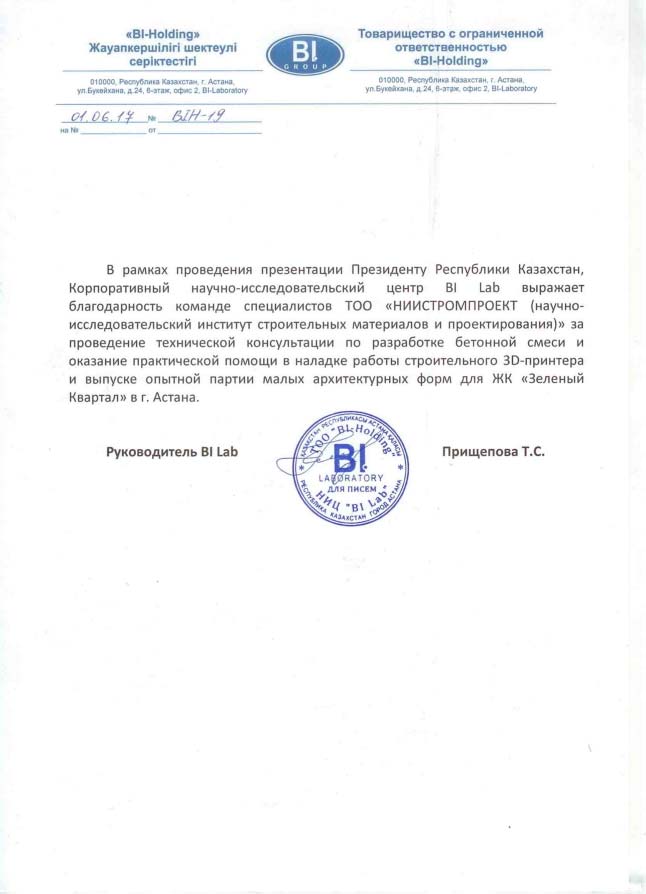 «BI-Holding»
Жауапкершілігі шектеулі
серіктестігі
010000, Республика Казахстан, г. Астана,
ул.Букейхана, д.24, 6-этаж, офис 2, BI-Laboratory
BI
GROUP
Товарищество с ограниченной
ответственностью
«BI-Holding»
010000, Республика Казахстан, г. Астана,
ул.Букейхана, д.24, 6-этаж, офис 2, BI-Laboratory
01.06.17 № BIH-19
на № от
В рамках проведения презентации Президенту Республики Казахстан,
Корпоративный научно-исследовательский центр BI Lab выражает
благодарность команде специалистов ТОО «НИИСТРОМПРОЕКТ (научно-
исследовательский институт строительных материалов и проектирования)» за
проведение технической консультации по разработке бетонной смеси и
оказание практической помощи в наладке работы строительного 3D-принтера
и выпуске опытной партии малых архитектурных форм для ЖК «Зеленый
Квартал» в г. Астана.
Руководитель BI Lab
ҚАЗАҚСТАН РЕСПУБЛИКАСЫ АСТАНА ҚАЛАСЫ
ТОО "BI-Holding"
BI
LABORATORY
ДЛЯ ПИСЕМ
НИЦ "BI Lab"
РЕСПУБЛИКА КАЗАХСТАН ГОРОД АСТАНА
Прищепова Т.С.